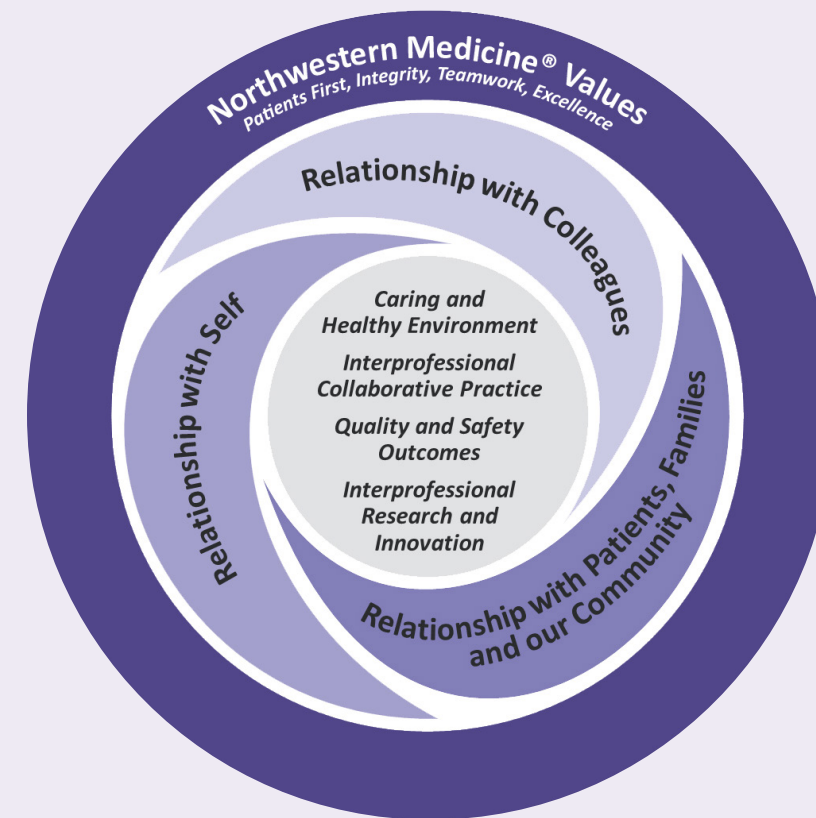 Northwestern Medicine® Values
Patients First, Integrity, Teamwork, Excellence
Relationship with Colleagues
Relationship with Self
Caring and
Healthy Environment
Interprofessional
Collaborative Practice
Quality and Safety
Outcomes
Interprofessional
Research and
Innovation
Relationship with Patients, Families
and our Community